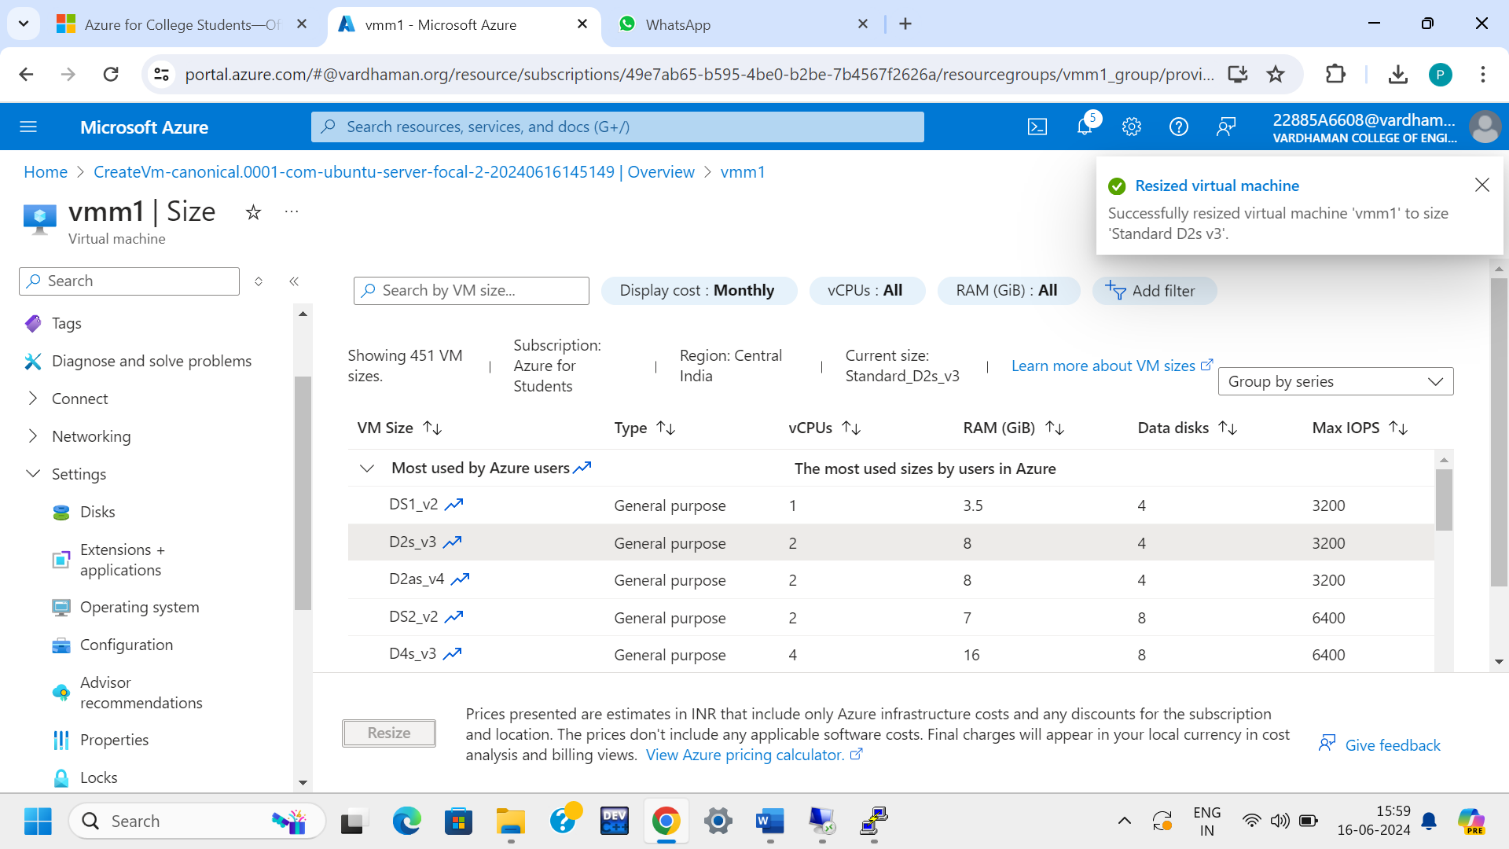 Azure for College Students—Of
vmm1 - Microsoft Azure
WhatsApp
portal.azure.com/#@vardhaman.org/resource/subscriptions/49e7ab65-b595-4be0-b2be-7b4567f2626a/resourcegroups/vmm1_group/provi...
P
Microsoft Azure
Search resources, services, and docs (G+/)
5
22885A6608@vardham...
VARDHAMAN COLLEGE OF ENGI...
Home > CreateVm-canonical.0001-com-ubuntu-server-focal-2-20240616145149 | Overview > vmm1
vmm1 | Size
Virtual machine
Resized virtual machine
Successfully resized virtual machine 'vmm1' to size
'Standard D2s v3'.
Search
Tags
Diagnose and solve problems
Connect
Networking
Settings
Disks
Extensions +
applications
Operating system
Configuration
Advisor
recommendations
Properties
Locks
Search by VM size...
Display cost : Monthly
vCPUs : All
RAM (GiB) : All
Add filter
Showing 451 VM
sizes.
Subscription:
Azure for
Students
Region: Central
India
Current size:
Standard_D2s_v3
Learn more about VM sizes
Group by series
VM Size Type vCPUs RAM (GiB) Data disks Max IOPS
Most used by Azure users The most used sizes by users in Azure
DS1_v2 General purpose 1 3.5 4 3200
D2s_v3 General purpose 2 8 4 3200
D2as_v4 General purpose 2 8 4 3200
DS2_v2 General purpose 2 7 8 6400
D4s_v3 General purpose 4 16 8 6400
Resize
Prices presented are estimates in INR that include only Azure infrastructure costs and any discounts for the subscription
and location. The prices don't include any applicable software costs. Final charges will appear in your local currency in cost
analysis and billing views. View Azure pricing calculator.
Give feedback
Search
DEV
ENG
IN
15:59
16-06-2024
PRE